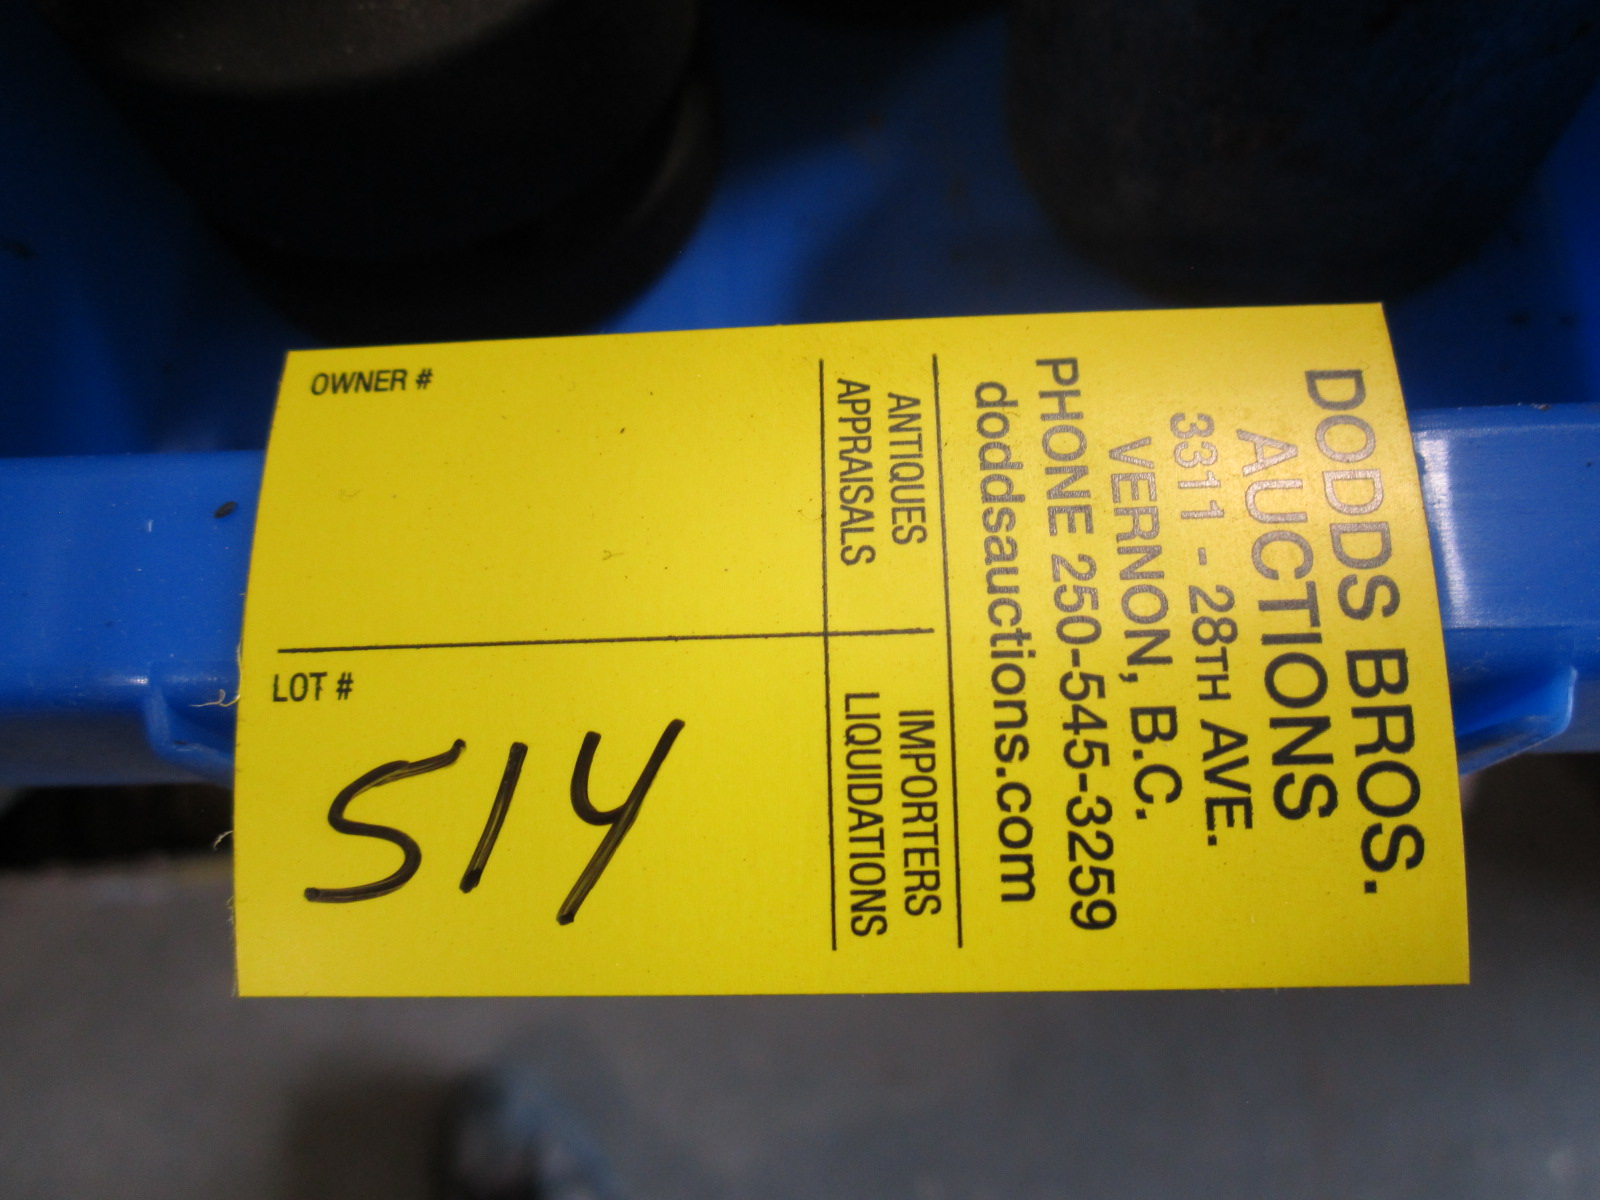 DODDS BROS.
AUCTIONS
3311 - 28TH AVE.
VERNON, B.C.
PHONE 250-545-3259
doddsauctions.com
ANTIQUES IMPORTERS
APPRAISALS LIQUIDATIONS
OWNER #
LOT #
514